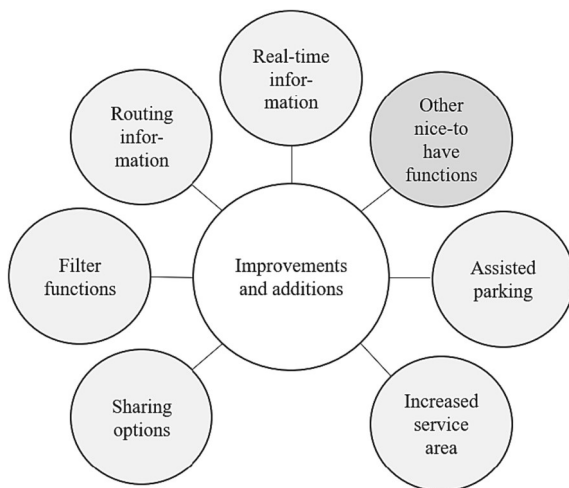 Real-time
infor-
mation
Other
nice-to
have
functions
Routing
infor-
mation
Improvements
and additions
Filter
functions
Assisted
parking
Sharing
options
Increased
service
area